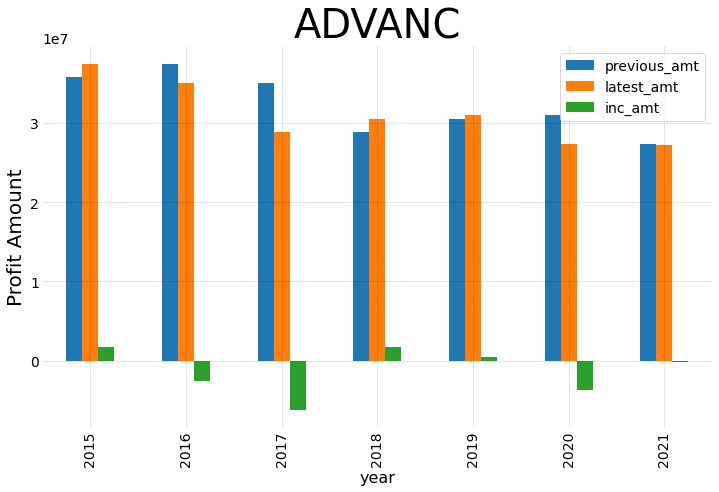 ADVANC
1e7
previous_amt
latest_amt
inc_amt
Profit Amount
3
2
1
0
2015 2016 2017 2018 2019 2020 2021
year